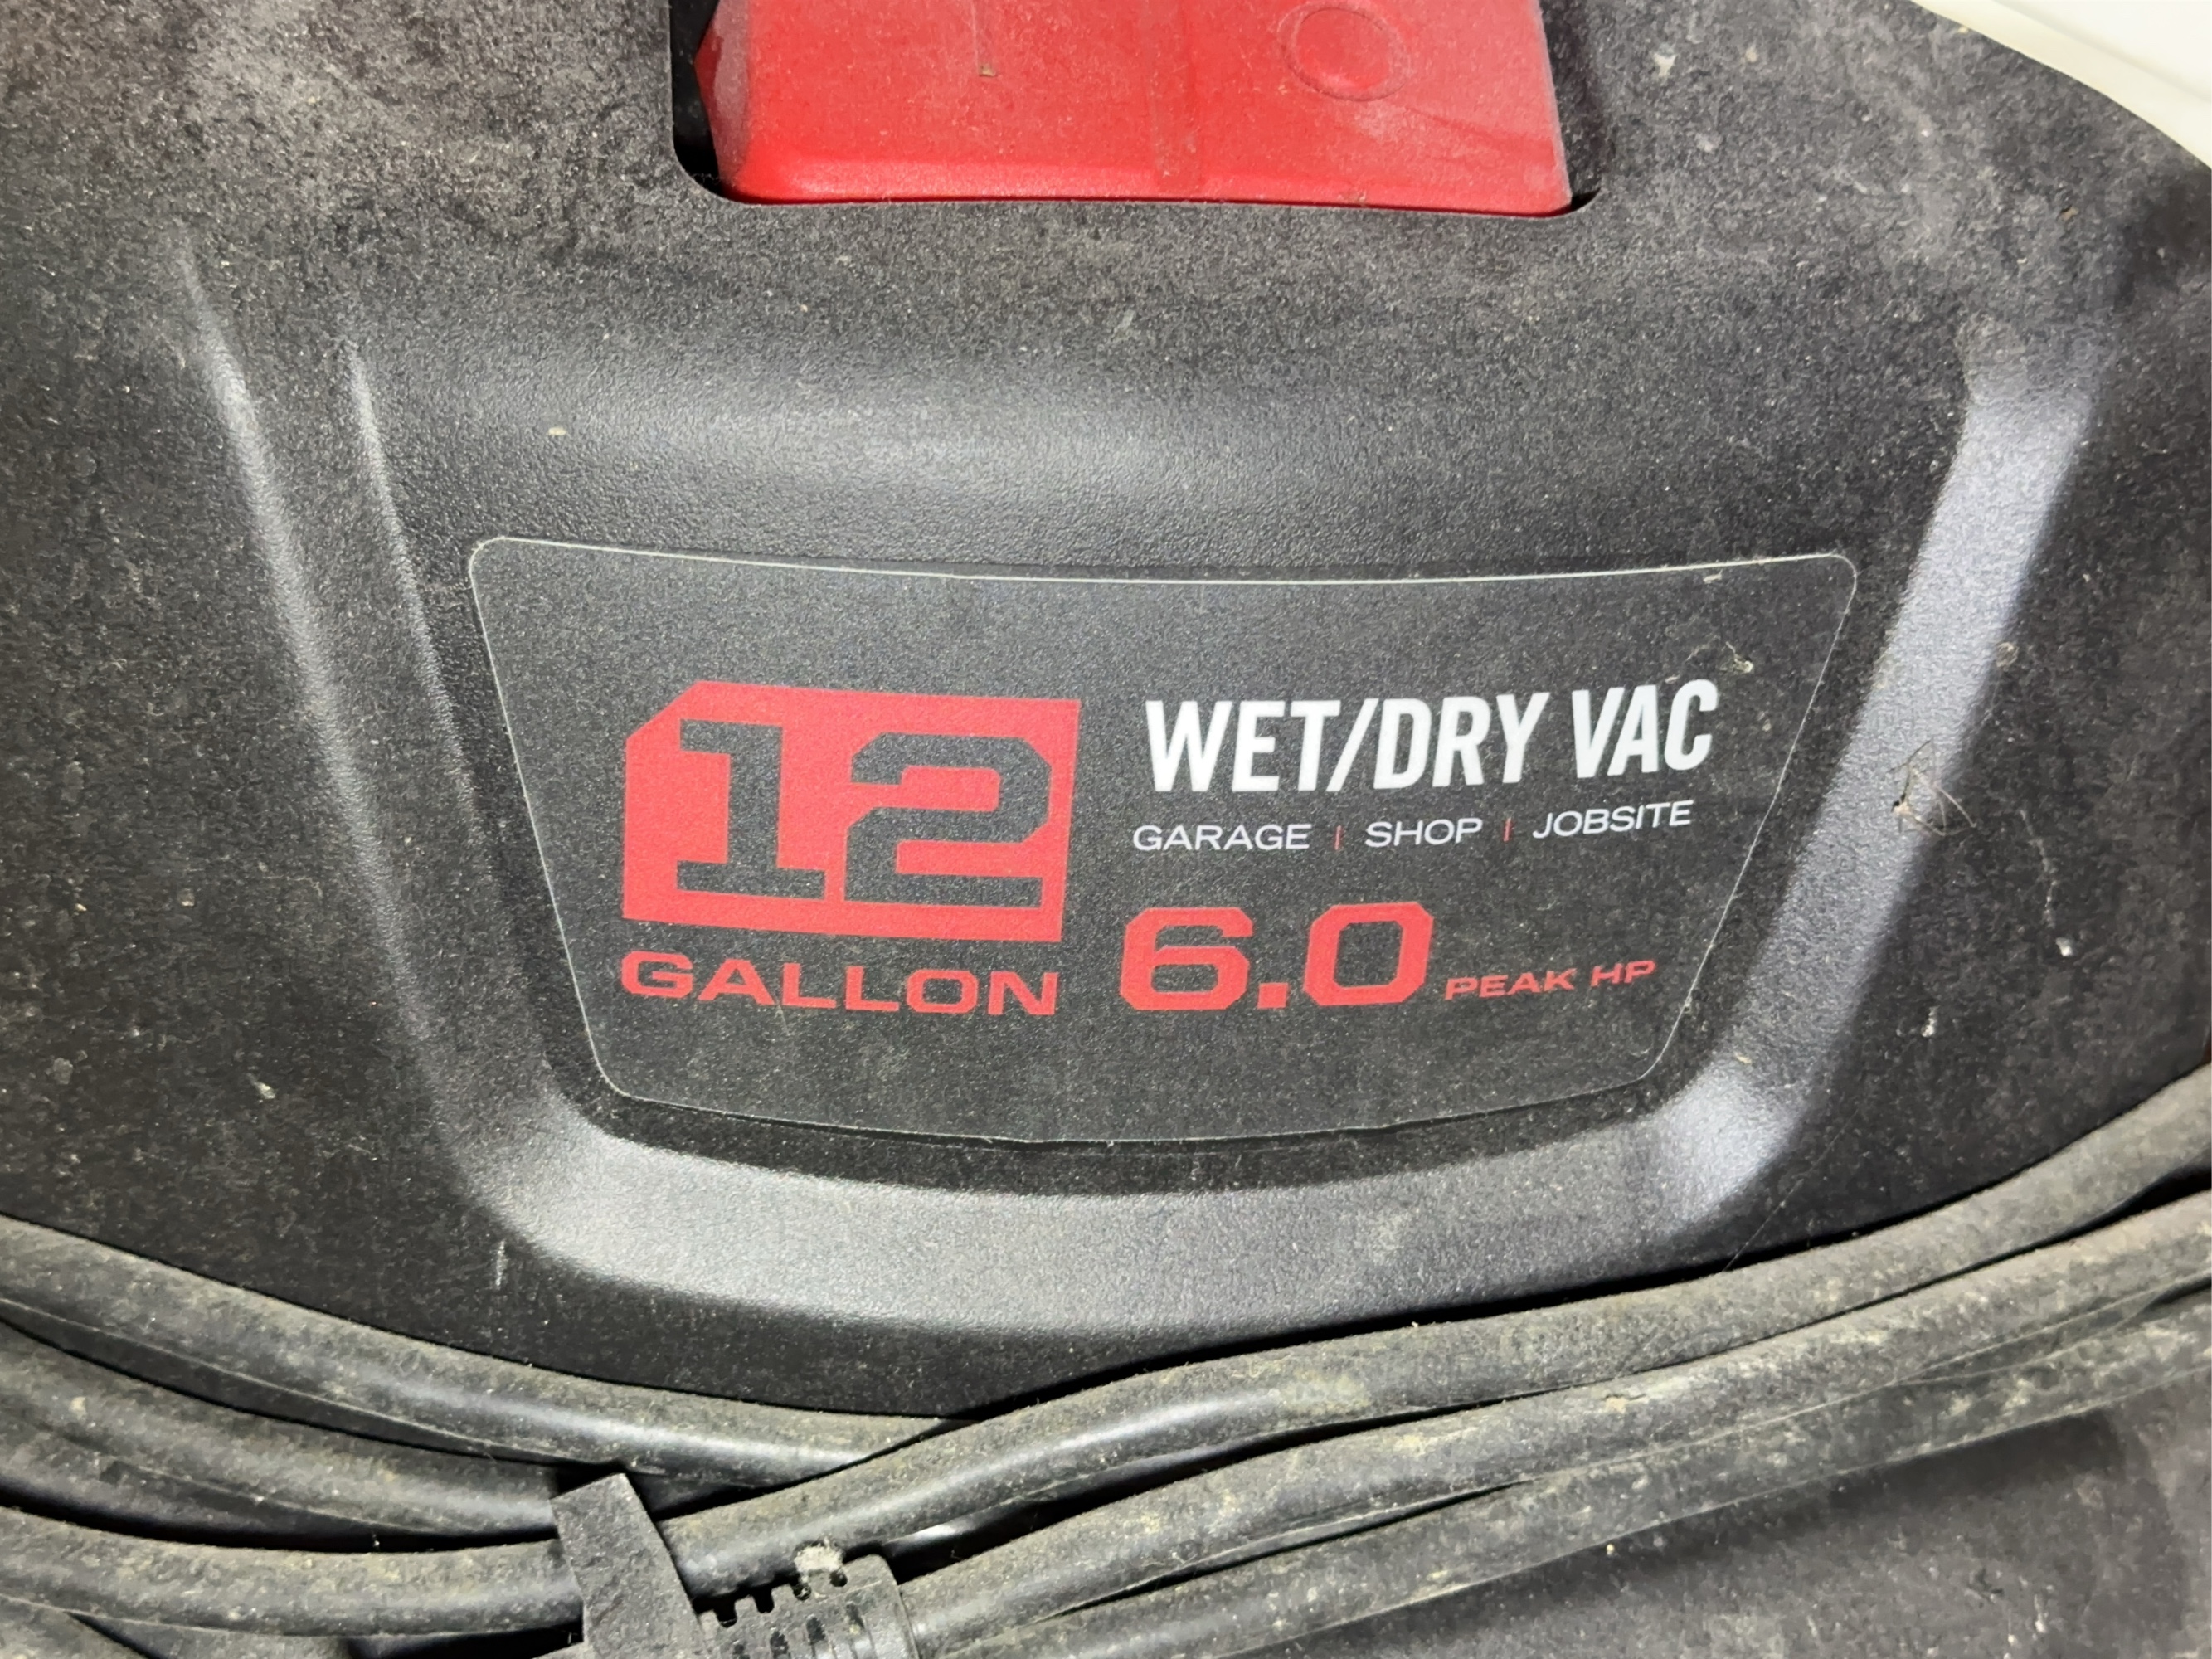 12
GALLON
WET/DRY VAC
GARAGE | SHOP | JOBSITE
6.0 PEAK HP